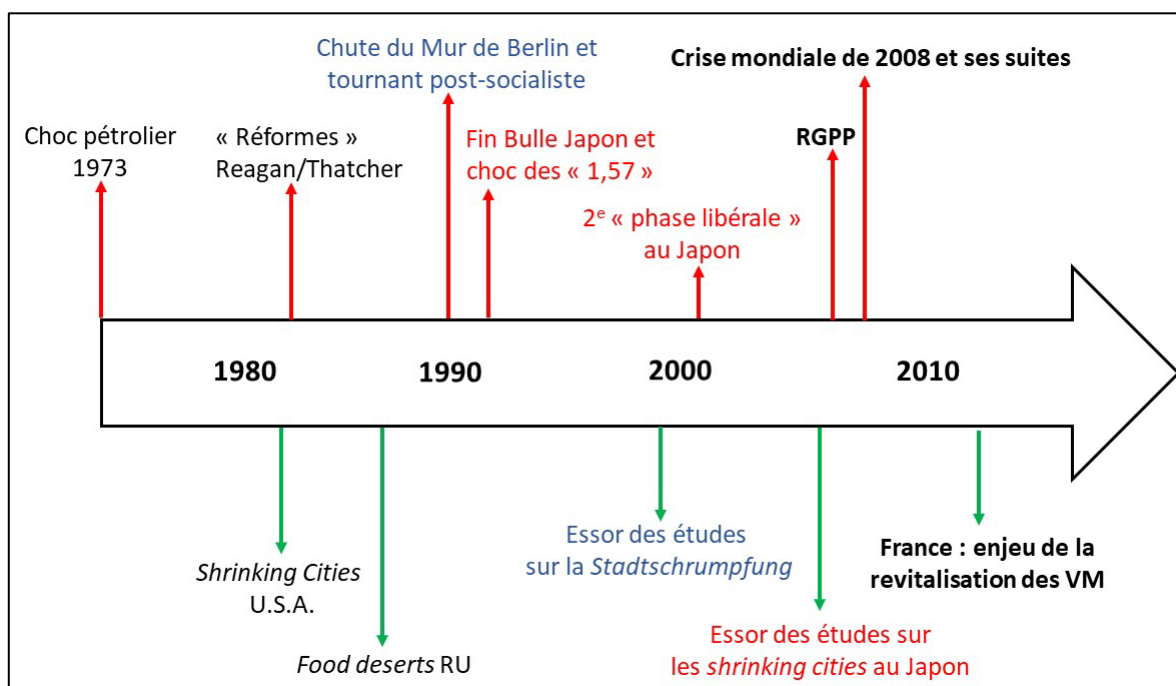 Chute du Mur de Berlin et
tournant post-socialiste
Crise mondiale de 2008 et ses suites
Choc pétrolier
1973
« Réformes »
Reagan/Thatcher
Fin Bulle Japon et
choc des « 1,57 »
RGPP
2e « phase libérale »
au Japon
1980
1990
2000
2010
Shrinking Cities
U.S.A.
Food deserts RU
Essor des études
sur la Stadtschrumpfung
Essor des études sur
les shrinking cities au Japon
France : enjeu de la
revitalisation des VM